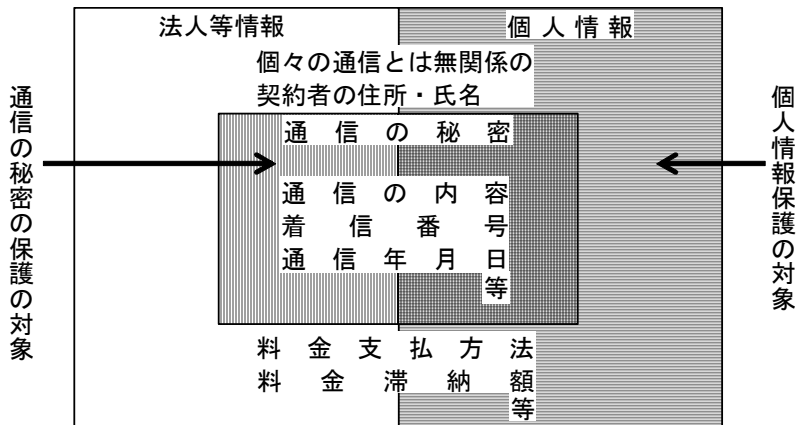 法人等情報
個人情報
個々の通信とは無関係の
契約者の住所・氏名
通信の秘密の保護の対象
通信の秘密
個人情報保護の対象
通信の内容
着信番号
通信年月日
等
料金支払方法
料金滞納額
等